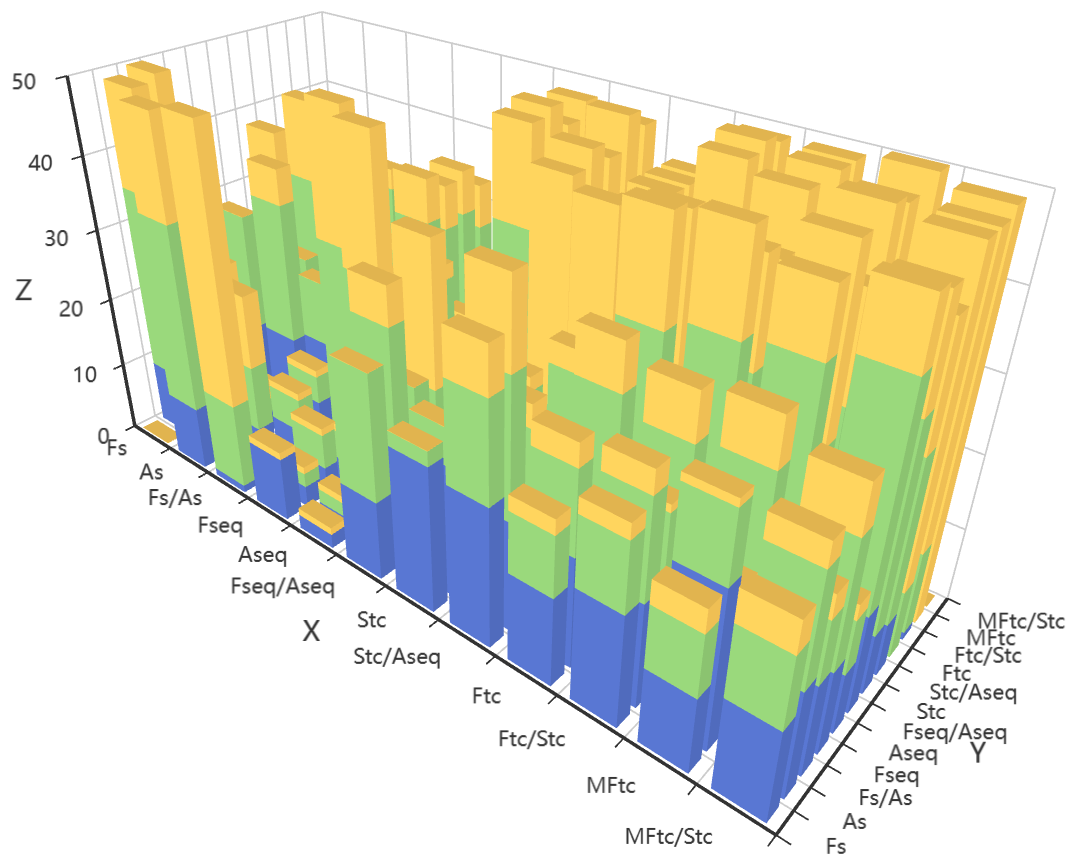 50
40
30
20
10
0
Z
Fs
As
Fs/As
Fseq
Aseq
Fseq/Aseq
Stc
Stc/Aseq
Ftc
Ftc/Stc
MFtc
MFtc/Stc
X
MFtc/Stc
MFtc
Ftc/Stc
Ftc
Stc/Aseq
Stc
Fseq/Aseq
Aseq
Fseq
Fs/As
As
Fs
Y